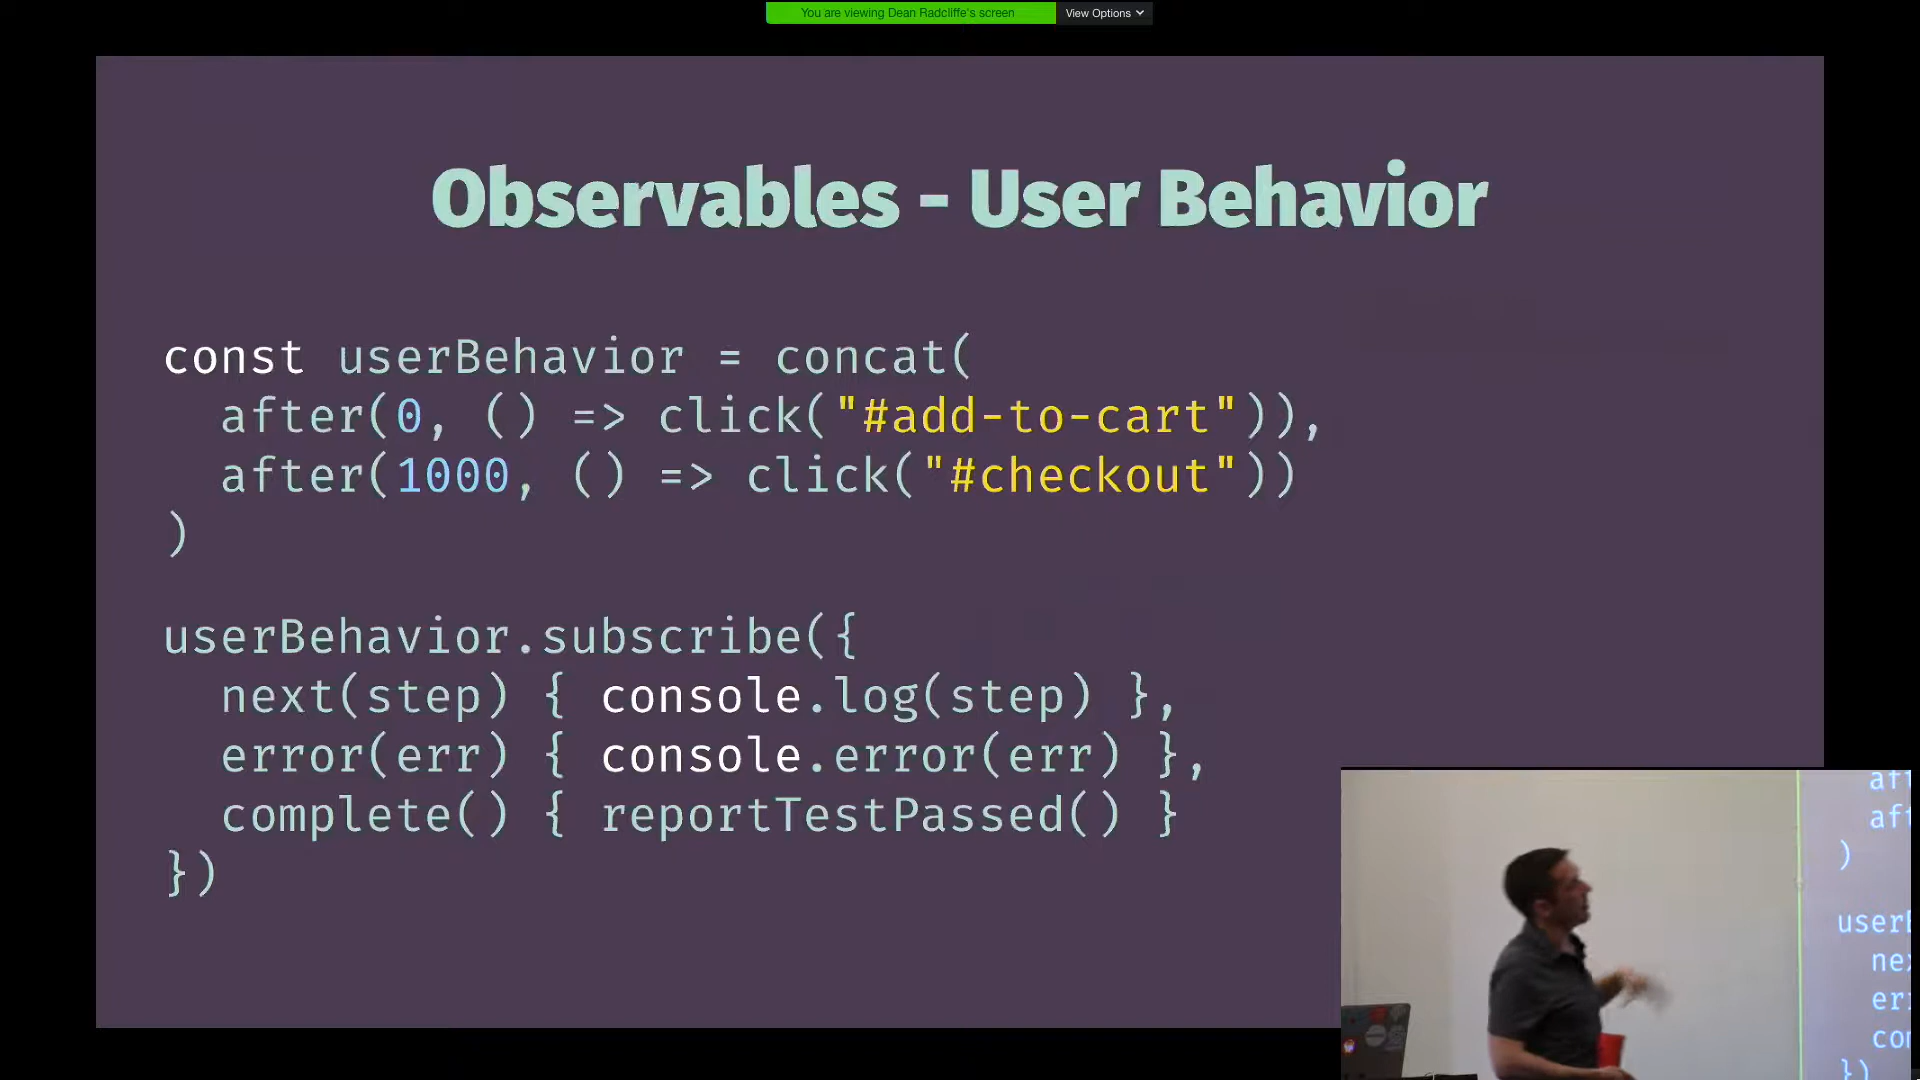 You are viewing Dean Radcliffe's screen
View Options
Observables - User Behavior
const userBehavior = concat(
  after(0, () => click("#add-to-cart")),
  after(1000, () => click("#checkout"))
)
userBehavior.subscribe({
  next(step) { console.log(step) },
  error(err) { console.error(err) },
  complete() { reportTestPassed() }
})
)
})